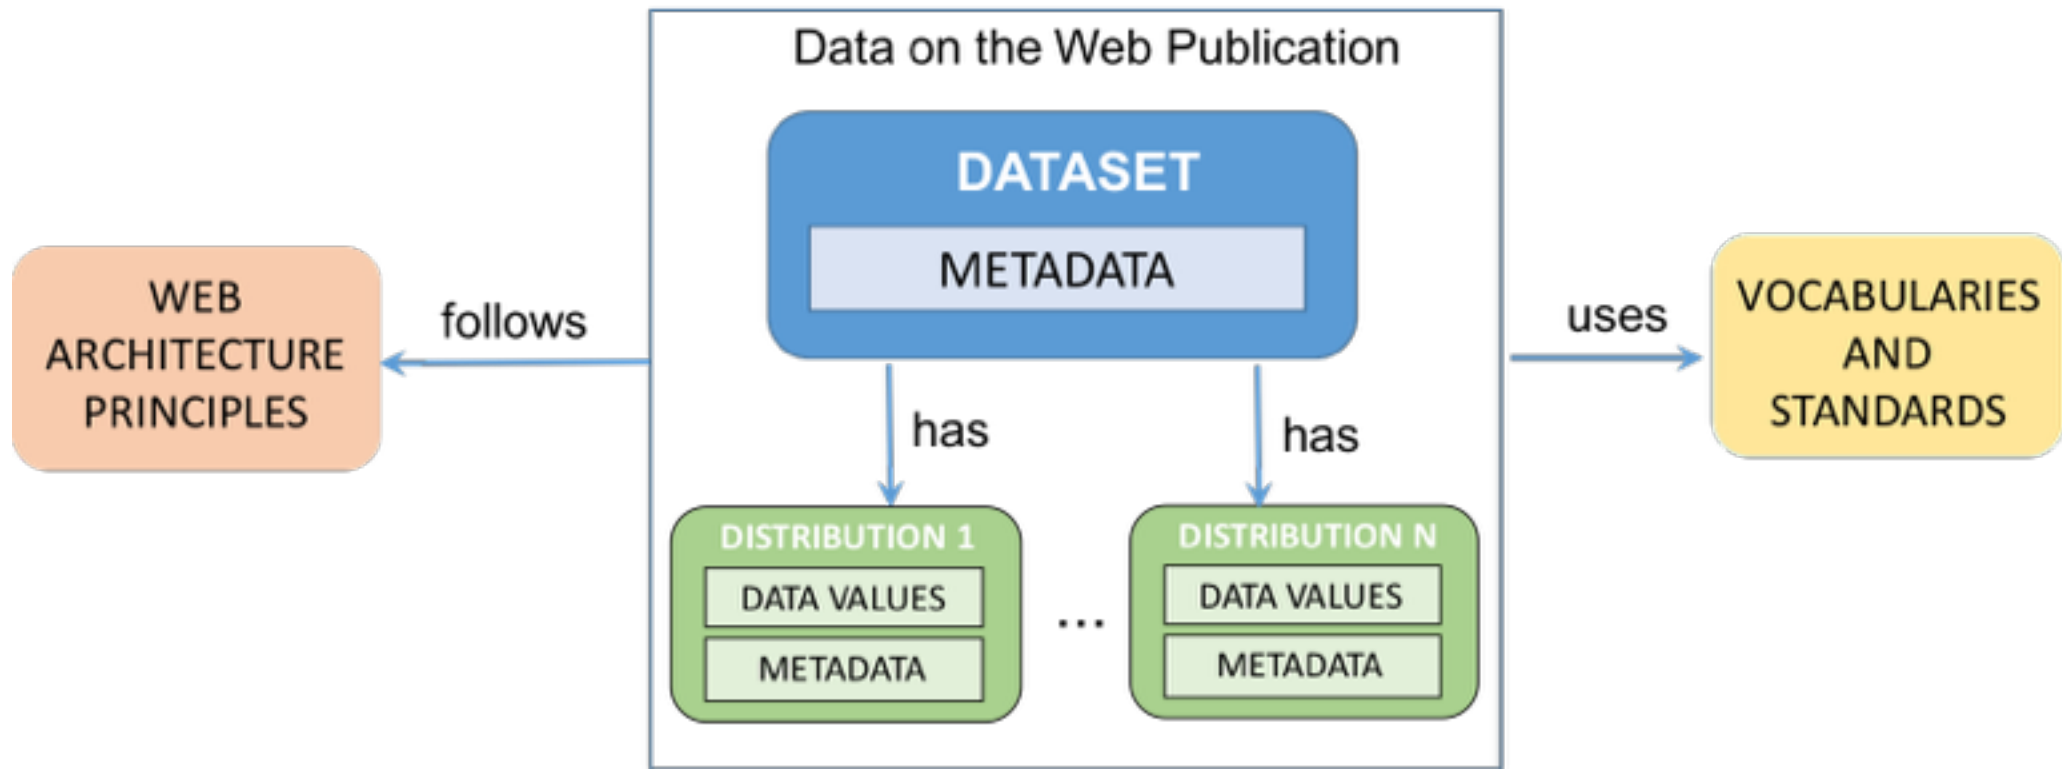 Data on the Web Publication
DATASET
METADATA
WEB
ARCHITECTURE
PRINCIPLES
follows
uses
VOCABULARIES
AND
STANDARDS
has
has
DISTRIBUTION 1
DATA VALUES
METADATA
...
DISTRIBUTION N
DATA VALUES
METADATA